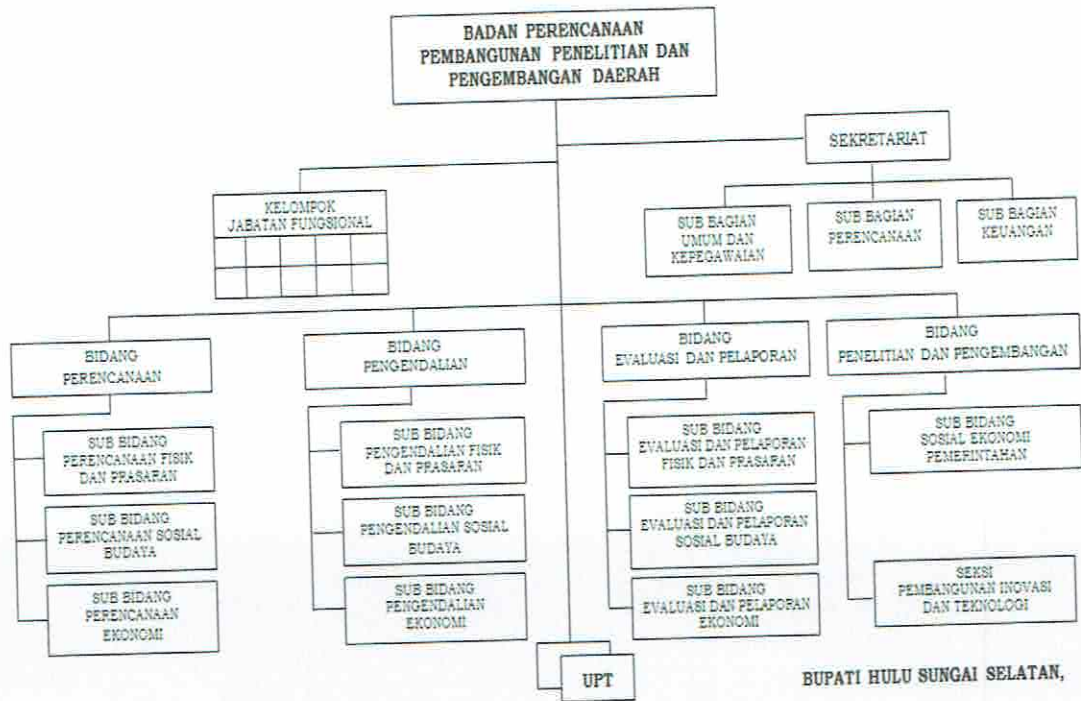 BADAN PERENCANAAN
PEMBANGUNAN PENELITIAN DAN
PENGEMBANGAN DAERAH
SEKRETARIAT
KELOMPOK
JABATAN FUNGSIONAL
SUB BAGIAN
UMUM DAN
KEPEGAWAIAN
SUB BAGIAN
PERENCANAAN
SUB BAGIAN
KEUANGAN
BIDANG
PERENCANAAN
BIDANG
PENGENDALIAN
BIDANG
EVALUASI DAN PELAPORAN
BIDANG
PENELITIAN DAN PENGEMBANGAN
SUB BIDANG
PERENCANAAN FISIK
DAN PRASARAN
SUB BIDANG
PENGENDALIAN FISIK
DAN PRASARAN
SUB BIDANG
EVALUASI DAN PELAPORAN
FISIK DAN PRASARAN
SUB BIDANG
SOSIAL EKONOMI
PEMERINTAHAN
SUB BIDANG
PERENCANAAN SOSIAL
BUDAYA
SUB BIDANG
PENGENDALIAN SOSIAL
BUDAYA
SUB BIDANG
EVALUASI DAN PELAPORAN
SOSIAL BUDAYA
SUB BIDANG
PERENCANAAN
EKONOMI
SUB BIDANG
PENGENDALIAN
EKONOMI
SUB BIDANG
EVALUASI DAN PELAPORAN
EKONOMI
SEKSI
PEMBANGUNAN INOVASI
DAN TEKNOLOGI
UPT
BUPATI HULU SUNGAI SELATAN,